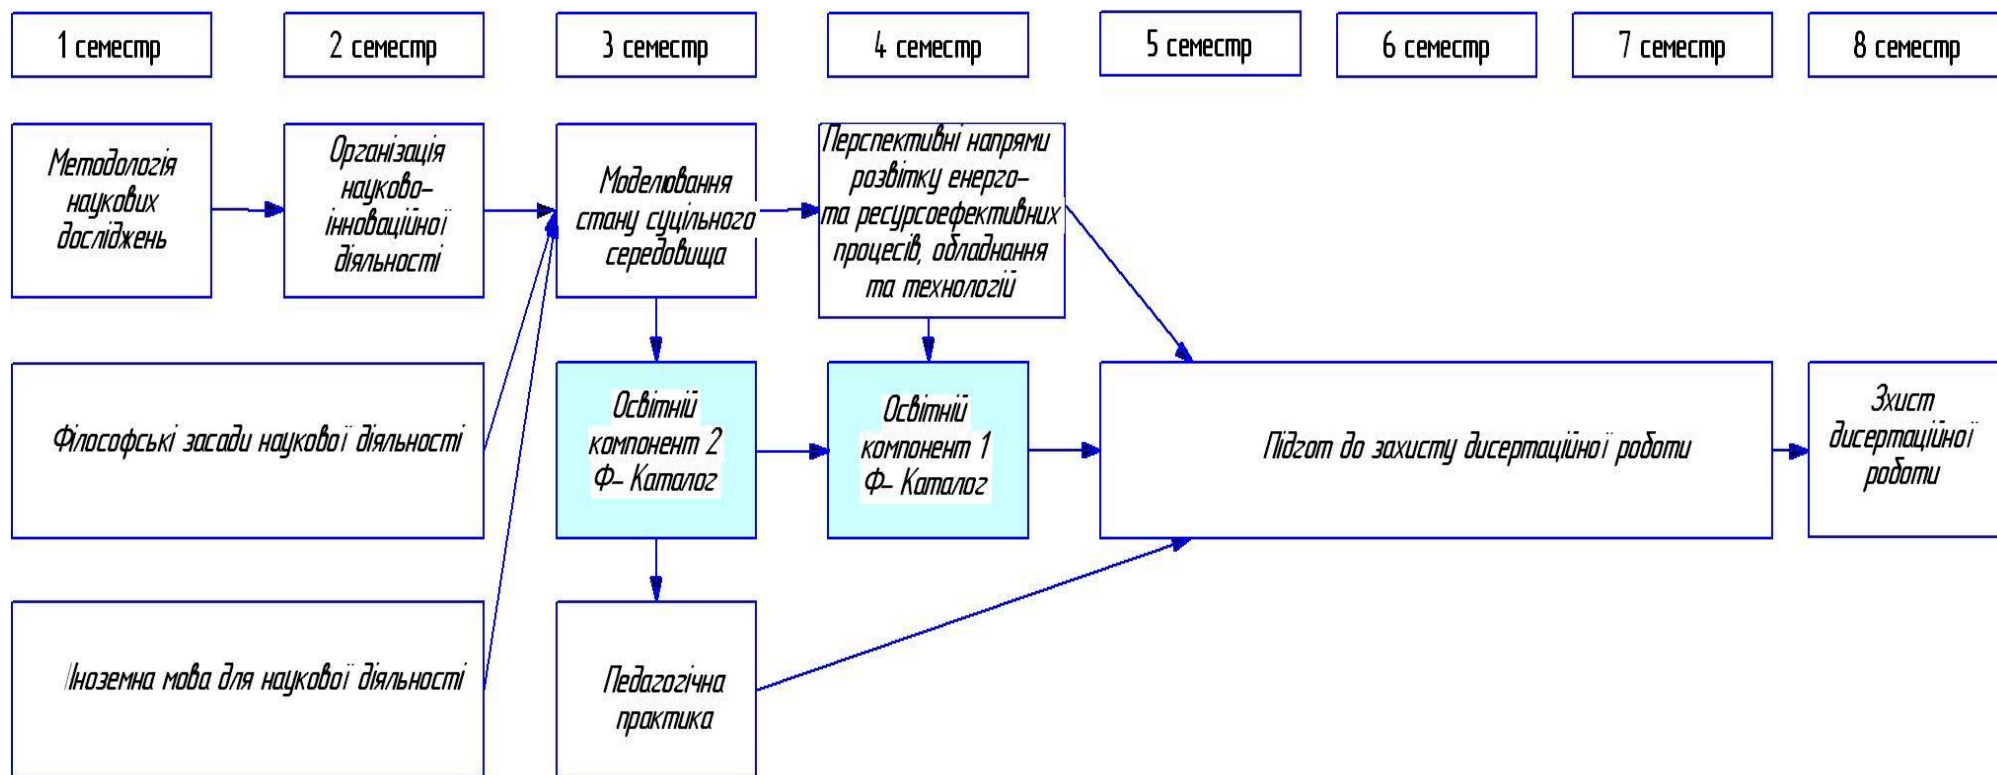 1 семестр
2 семестр
3 семестр
4 семестр
5 семестр
6 семестр
7 семестр
8 семестр
Методологія
наукових
досліджень
Організація
науково-
інноваційної
діяльності
Моделювання
стану суцільного
середовища
Перспективні напрями
розвітку енерго-
та ресурсоефективних
процесів, обладнання
та технологій
Філософські засади наукової діяльності
Освітній
компонент 2
Ф- Каталог
Освітній
компонент 1
Ф- Каталог
Підгот до захисту дисертаційної роботи
Зхист
дисертаційної
роботи
Іноземна мова для наукової діяльності
Педагогічна
практика